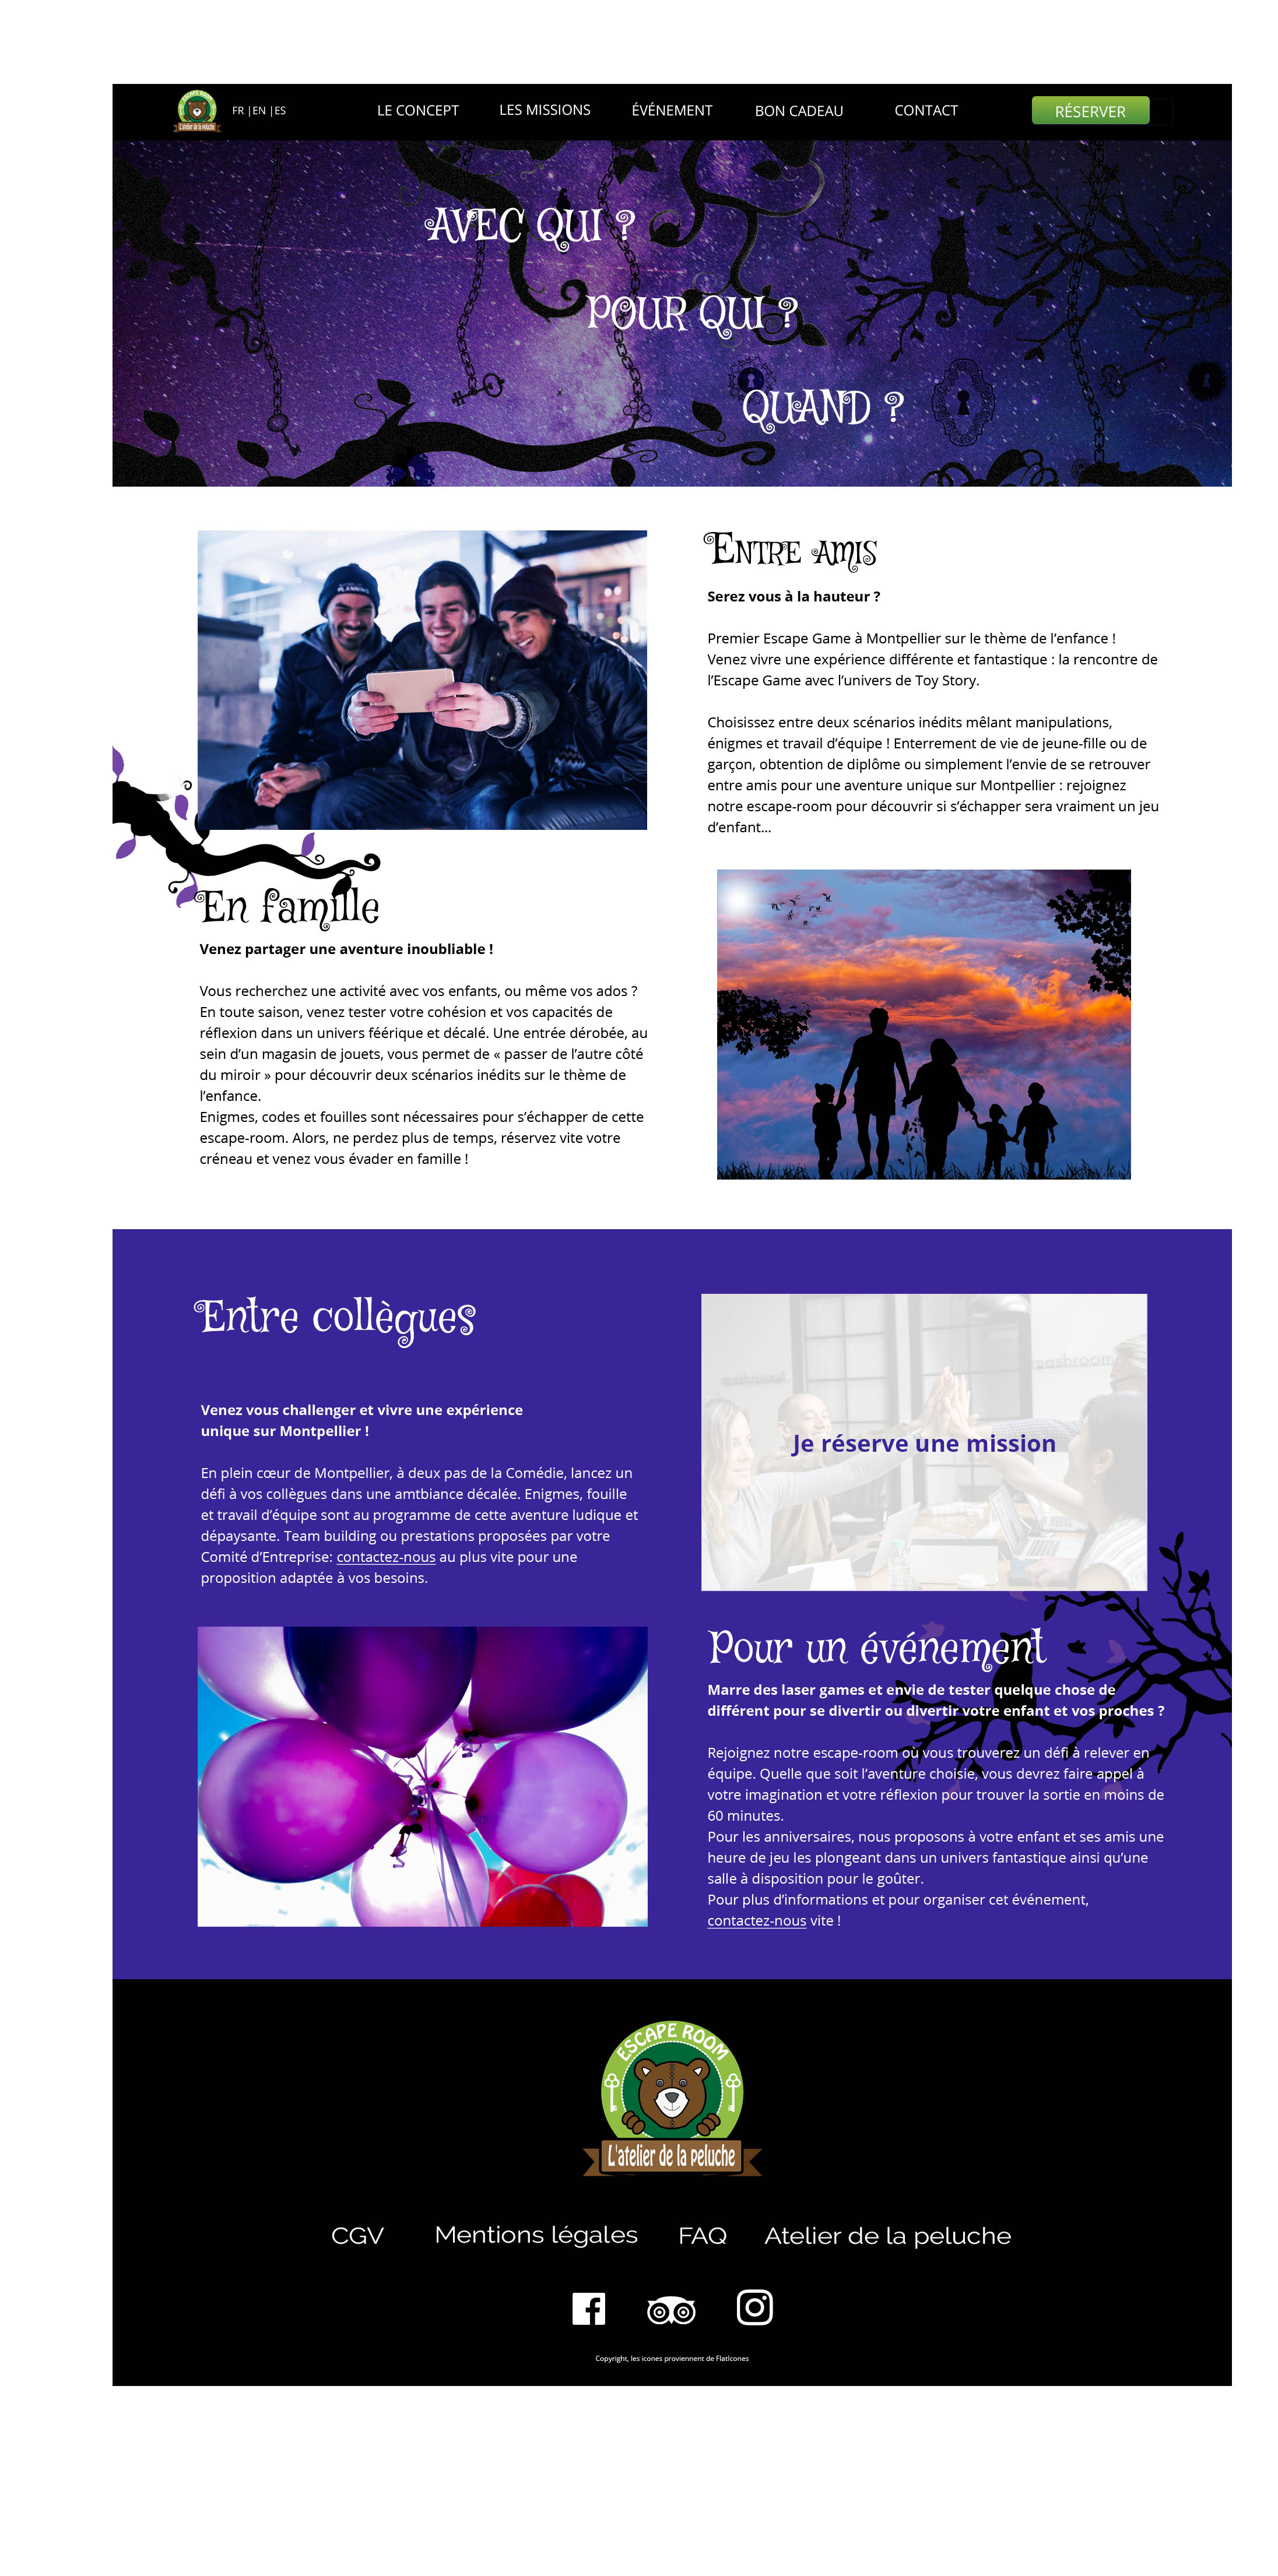 ESCAPE ROOM
L'atelier de la peluche
FR |EN |ES
LE CONCEPT
LES MISSIONS
ÉVÉNEMENT
BON CADEAU
CONTACT
RÉSERVER
AVEC QUI ?
POUR QUI ?
QUAND ?
PLANNING
Entre amis
Serez vous à la hauteur ?
Premier Escape Game à Montpellier sur le thème de l’enfance !
Venez vivre une expérience différente et fantastique : la rencontre de
l’Escape Game avec l’univers de Toy Story.
Choisissez entre deux scénarios inédits mêlant manipulations,
énigmes et travail d’équipe ! Enterrement de vie de jeune-fille ou de
garçon, obtention de diplôme ou simplement l’envie de se retrouver
entre amis pour une aventure unique sur Montpellier : rejoignez
notre escape-room pour découvrir si s’échapper sera vraiment un jeu
d’enfant...
En famille
Venez partager une aventure inoubliable !
Vous recherchez une activité avec vos enfants, ou même vos ados ?
En toute saison, venez tester votre cohésion et vos capacités de
réflexion dans un univers féérique et décalé. Une entrée dérobée, au
sein d’un magasin de jouets, vous permet de « passer de l’autre côté
du miroir » pour découvrir deux scénarios inédits sur le thème de
l’enfance.
Enigmes, codes et fouilles sont nécessaires pour s’échapper de cette
escape-room. Alors, ne perdez plus de temps, réservez vite votre
créneau et venez vous évader en famille !
Entre collègues
Venez vous challenger et vivre une expérience
unique sur Montpellier !
En plein cœur de Montpellier, à deux pas de la Comédie, lancez un
défi à vos collègues dans une amtbiance décalée. Enigmes, fouille
et travail d’équipe sont au programme de cette aventure ludique et
dépaysante. Team building ou prestations proposées par votre
Comité d’Entreprise: contactez-nous au plus vite pour une
proposition adaptée à vos besoins.
mashroom
Je réserve une mission
Pour un événement
Marre des laser games et envie de tester quelque chose de
différent pour se divertir ou divertir votre enfant et vos proches ?
Rejoignez notre escape-room où vous trouverez un défi à relever en
équipe. Quelle que soit l’aventure choisie, vous devrez faire appel à
votre imagination et votre réflexion pour trouver la sortie en moins de
60 minutes.
Pour les anniversaires, nous proposons à votre enfant et ses amis une
heure de jeu les plongeant dans un univers fantastique ainsi qu’une
salle à disposition pour le goûter.
Pour plus d’informations et pour organiser cet événement,
contactez-nous vite !
ESCAPE ROOM
L'atelier de la peluche
CGV
Mentions légales
FAQ
Atelier de la peluche
Copyright, les icones proviennent de FlatIcones